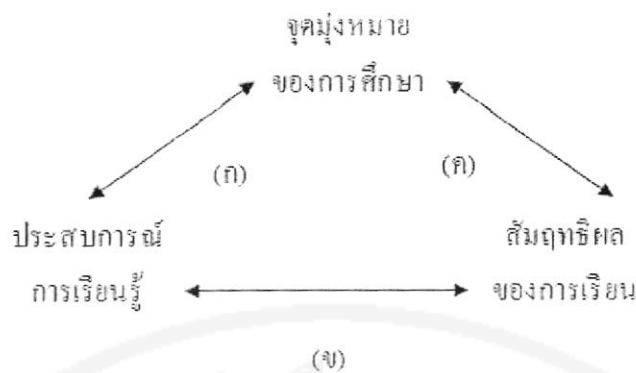 จุดมุ่งหมาย
ของการศึกษา
(ก)
(ค)
ประสบการณ์
การเรียนรู้
สัมฤทธิผล
ของการเรียน
(ข)